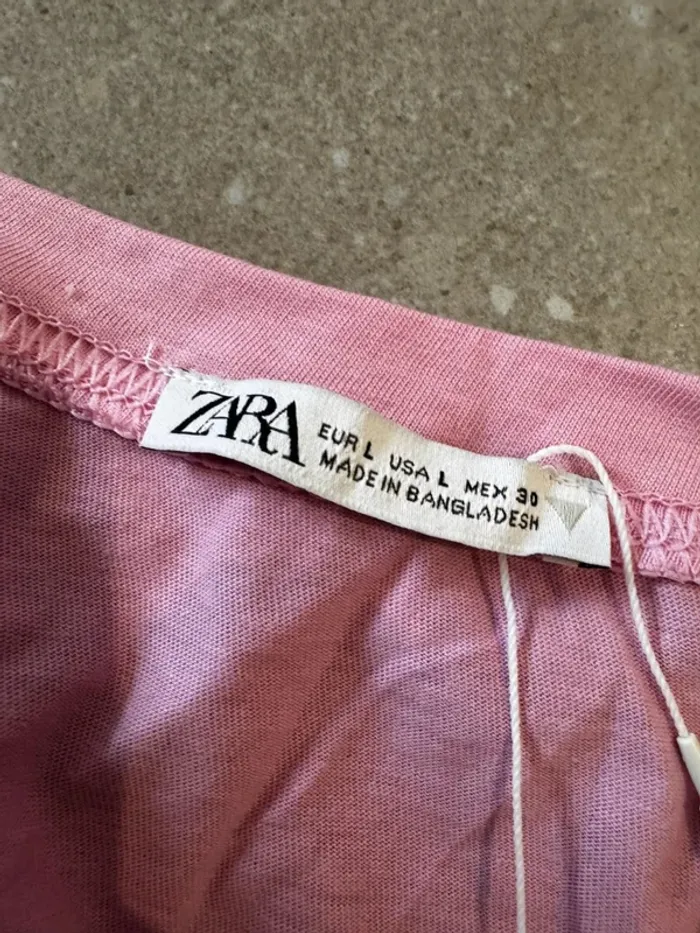 ZARA
EUR L USA L MEX 30
MADE IN BANGLADESH